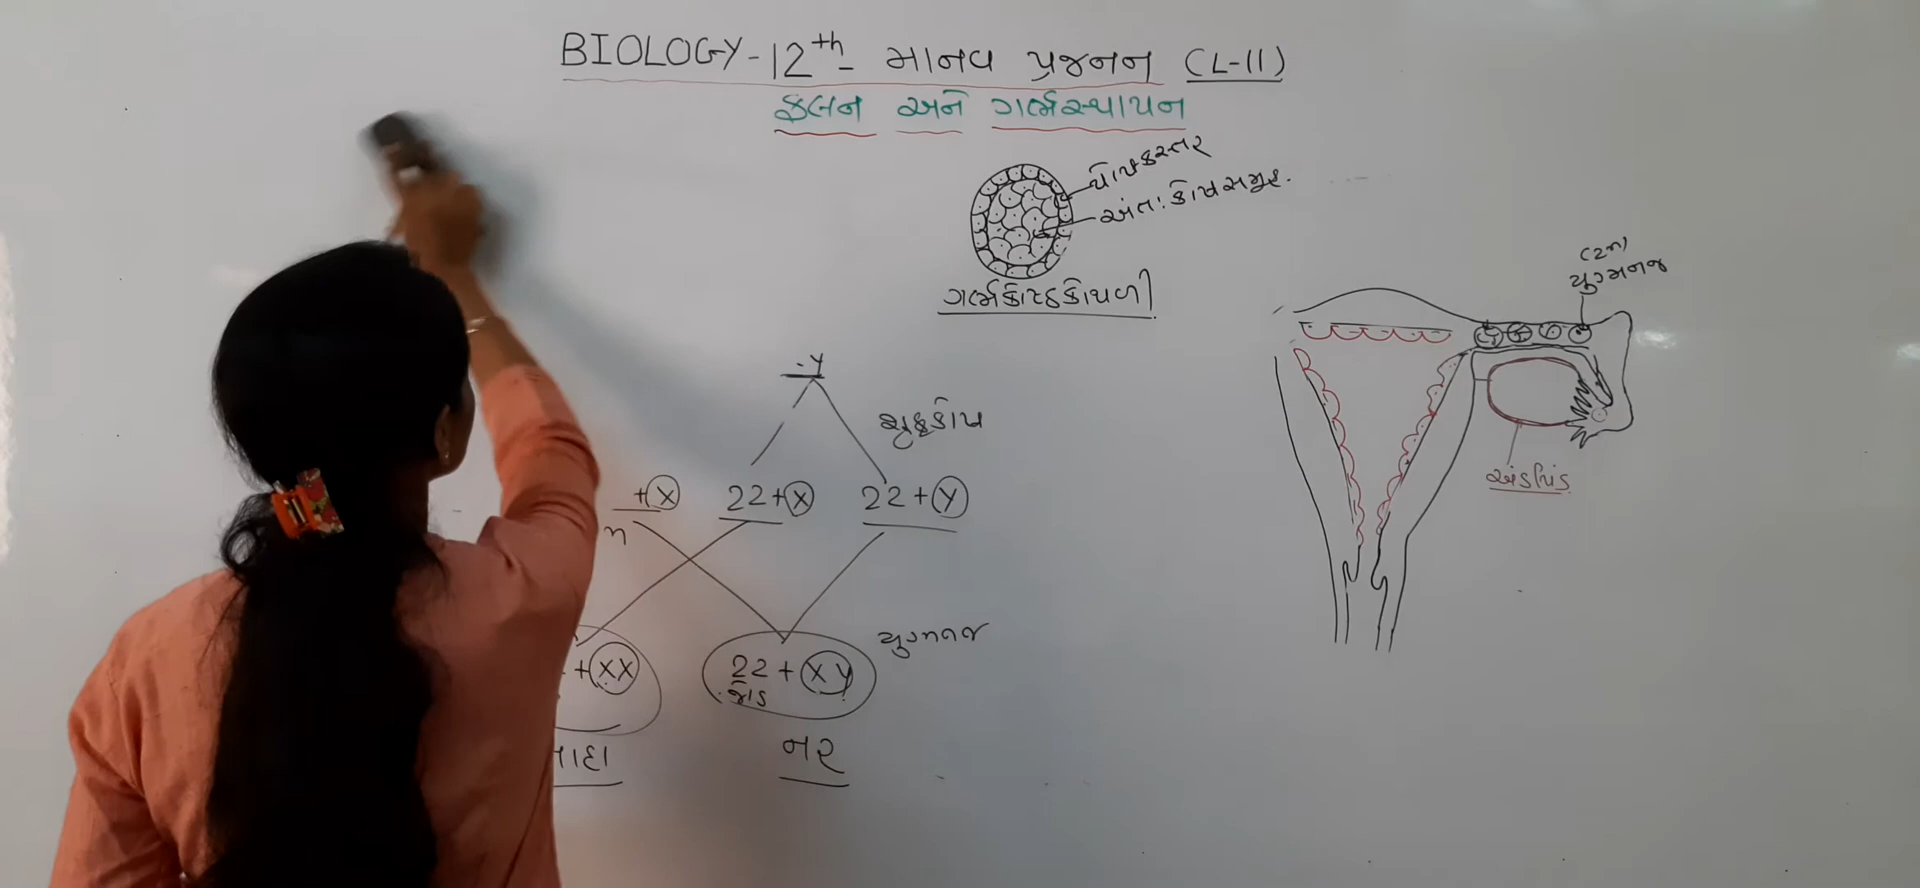 BIOLOGY - 12th - માનવ પ્રજનન (L-11)
ફલન અને ગર્ભસ્થાપન
પોષકસ્તર
અંતઃકોષ સમૂહ.
ગર્ભકોષ્ઠકોથળી
(2n)
યુગ્મનજ
- Y
શુક્રકોષ
+ X
22 + X
22 + Y
n
અંડપિંડ
યુગ્મનજ
+ XX
22 + XY
જોડ
માદા
નર